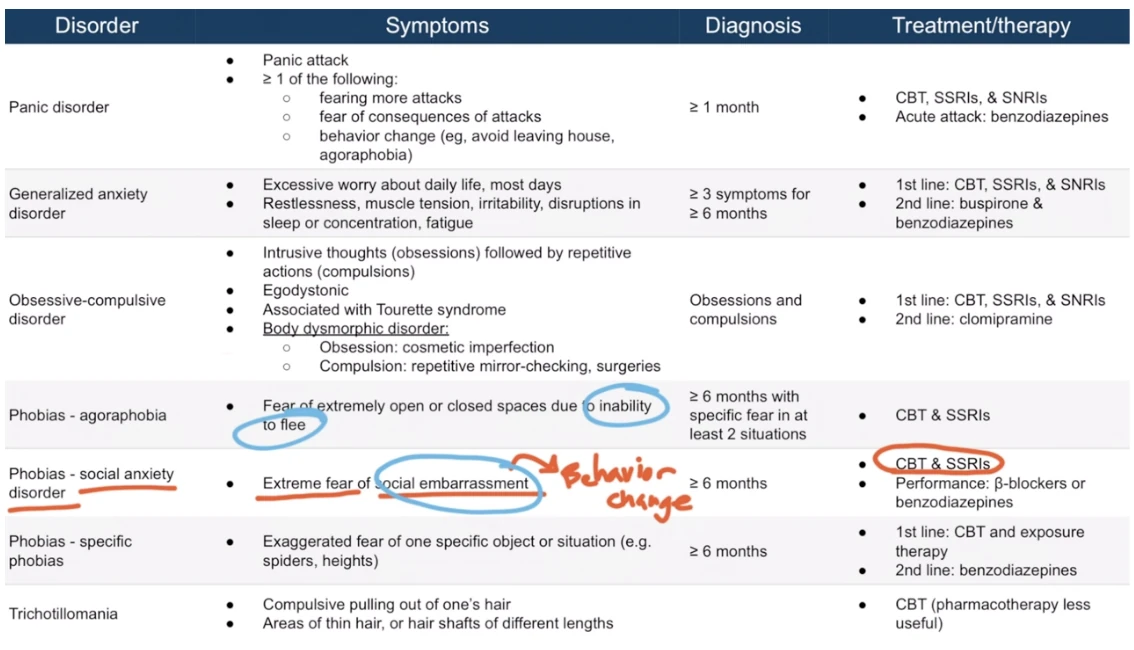 Disorder Symptoms Diagnosis Treatment/therapy
Panic disorder
● Panic attack
● ≥ 1 of the following:
○ fearing more attacks
○ fear of consequences of attacks
○ behavior change (eg, avoid leaving house,
agoraphobia)
≥ 1 month
● CBT, SSRIs, & SNRIs
● Acute attack: benzodiazepines
Generalized anxiety
disorder
● Excessive worry about daily life, most days
● Restlessness, muscle tension, irritability, disruptions in
sleep or concentration, fatigue
≥ 3 symptoms for
≥ 6 months
● 1st line: CBT, SSRIs, & SNRIs
● 2nd line: buspirone &
benzodiazepines
Obsessive-compulsive
disorder
● Intrusive thoughts (obsessions) followed by repetitive
actions (compulsions)
● Egodystonic
● Associated with Tourette syndrome
● Body dysmorphic disorder:
○ Obsession: cosmetic imperfection
○ Compulsion: repetitive mirror-checking, surgeries
Obsessions and
compulsions
● 1st line: CBT, SSRIs, & SNRIs
● 2nd line: clomipramine
Phobias - agoraphobia
● Fear of extremely open or closed spaces due to inability
to flee
≥ 6 months with
specific fear in at
least 2 situations
● CBT & SSRIs
Phobias - social anxiety
disorder
● Extreme fear of social embarrassment
Behavior
change
≥ 6 months
● CBT & SSRIs
● Performance: β-blockers or
benzodiazepines
Phobias - specific
phobias
● Exaggerated fear of one specific object or situation (e.g.
spiders, heights)
≥ 6 months
● 1st line: CBT and exposure
therapy
● 2nd line: benzodiazepines
Trichotillomania
● Compulsive pulling out of one's hair
● Areas of thin hair, or hair shafts of different lengths
● CBT (pharmacotherapy less
useful)